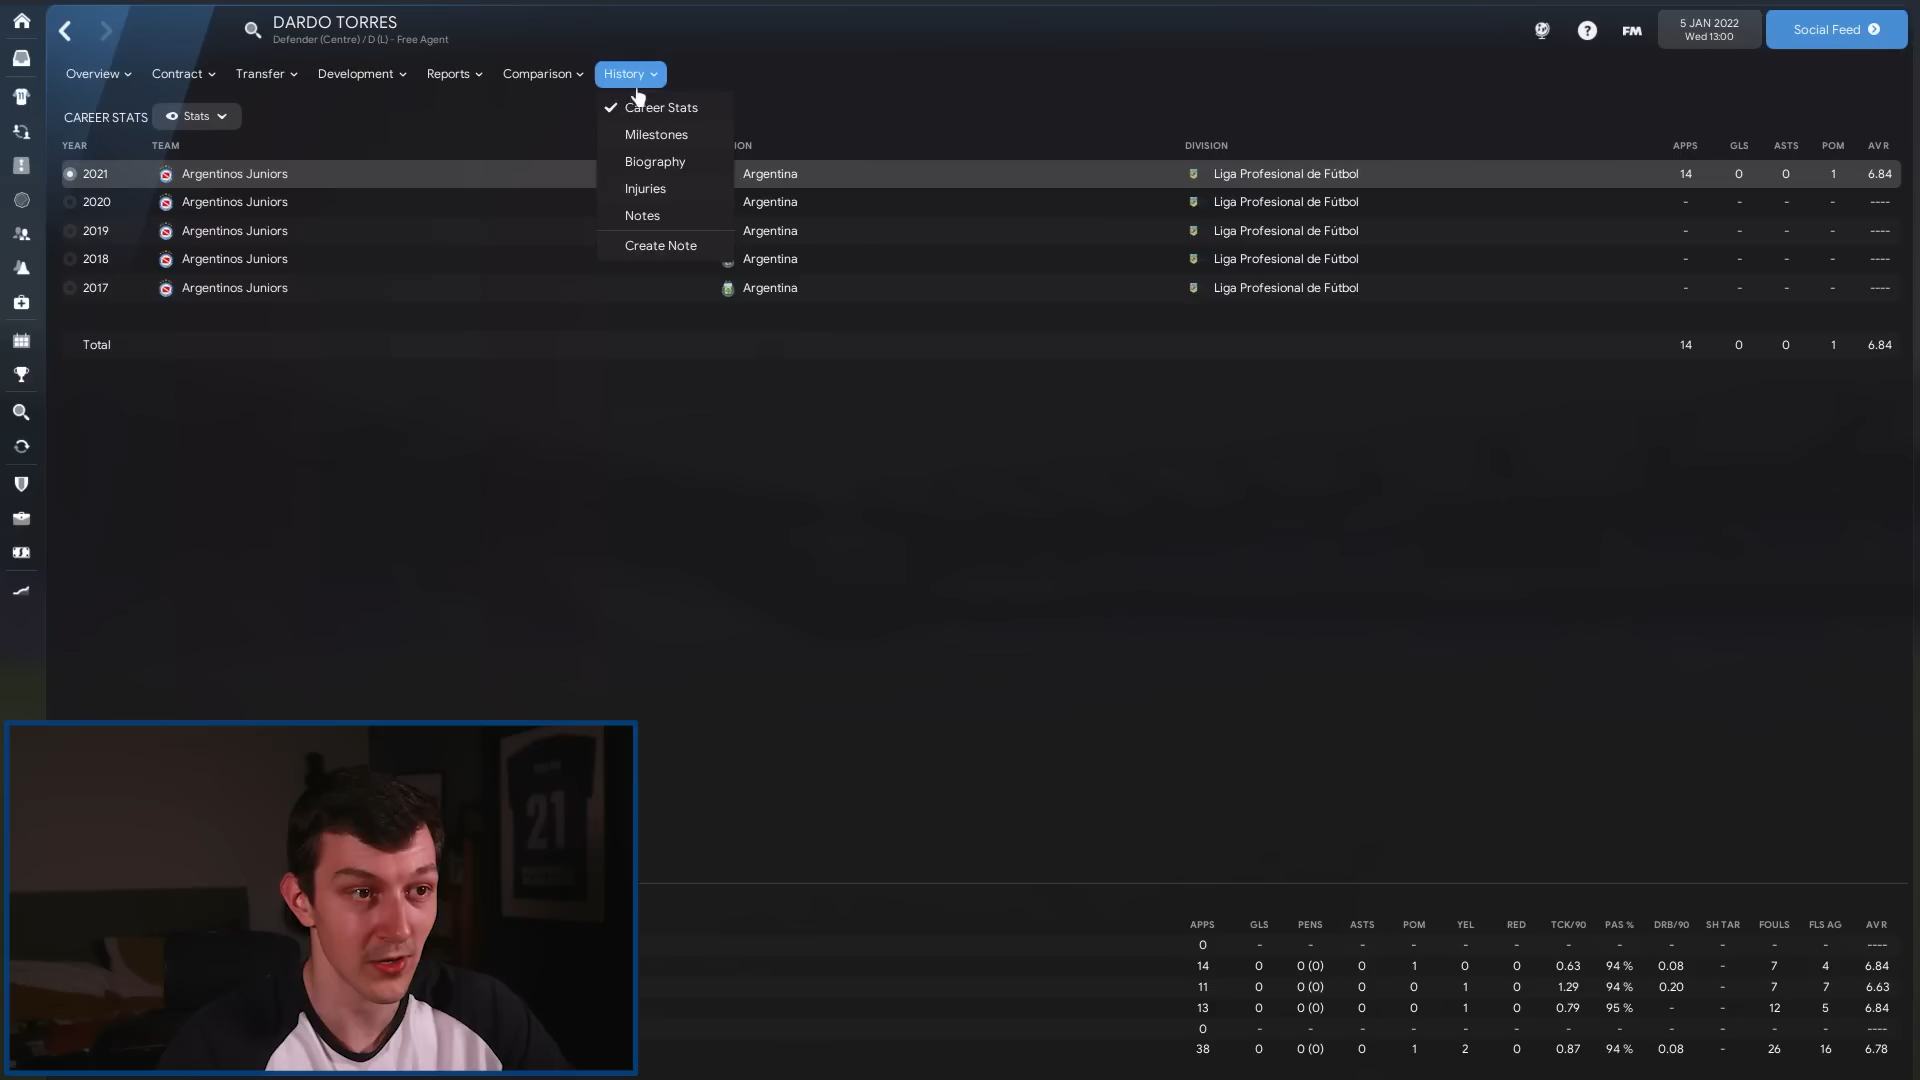 DARDO TORRES
Defender (Centre) / D (L) - Free Agent
FM
5 JAN 2022
Wed 13:00
Social Feed
Overview Contract Transfer Development Reports Comparison History
Career Stats
Milestones
Biography
Injuries
Notes
Create Note
CAREER STATS Stats
YEAR TEAM ION DIVISION APPS GLS ASTS POM AV R
2021 Argentinos Juniors Argentina Liga Profesional de Fútbol 14 0 0 1 6.84
2020 Argentinos Juniors Argentina Liga Profesional de Fútbol - - - - ----
2019 Argentinos Juniors Argentina Liga Profesional de Fútbol - - - - ----
2018 Argentinos Juniors Argentina Liga Profesional de Fútbol - - - - ----
2017 Argentinos Juniors Argentina Liga Profesional de Fútbol - - - - ----
Total 14 0 0 1 6.84
21
APPS GLS PENS ASTS POM YEL RED TCK/90 PAS % DRB/90 SH TAR FOULS FLS AG AV R
0 - - - - - - - - - - - - ----
14 0 0 (0) 0 1 0 0 0.63 94 % 0.08 - 7 4 6.84
11 0 0 (0) 0 0 1 0 1.29 94 % 0.20 - 7 7 6.63
13 0 0 (0) 0 0 1 0 0.79 95 % - - 12 5 6.84
0 - - - - - - - - - - - - ----
38 0 0 (0) 0 1 2 0 0.87 94 % 0.08 - 26 16 6.78